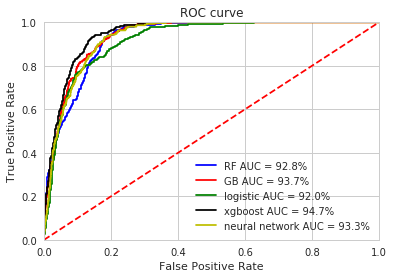 ROC curve
1.0
0.8
0.6
0.4
0.2
0.0
True Positive Rate
RF AUC = 92.8%
GB AUC = 93.7%
logistic AUC = 92.0%
xgboost AUC = 94.7%
neural network AUC = 93.3%
0.0 0.2 0.4 0.6 0.8 1.0
False Positive Rate